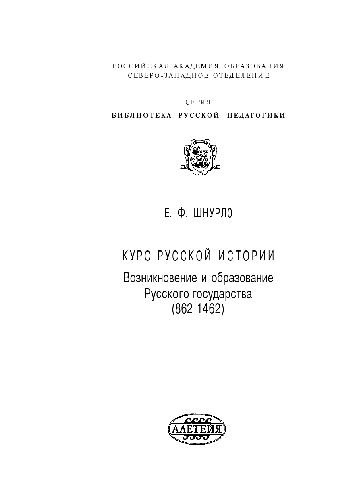 РОССИЙСКАЯ АКАДЕМИЯ ОБРАЗОВАНИЯ
СЕВЕРО-ЗАПАДНОЕ ОТДЕЛЕНИЕ
СЕРИЯ
БИБЛИОТЕКА РУССКОЙ ПЕДАГОГИКИ
Е. Ф. ШМУРЛО
КУРС РУССКОЙ ИСТОРИИ
Возникновение и образование
Русского государства
(862 1462)
АЛЕТЕЙЯ